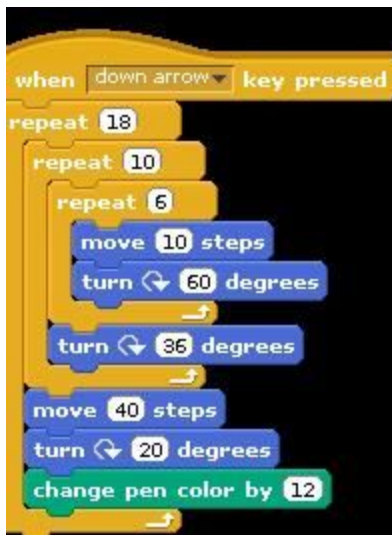 when down arrow key pressed
repeat 18
repeat 10
repeat 6
move 10 steps
turn 60 degrees
turn 36 degrees
move 40 steps
turn 20 degrees
change pen color by 12